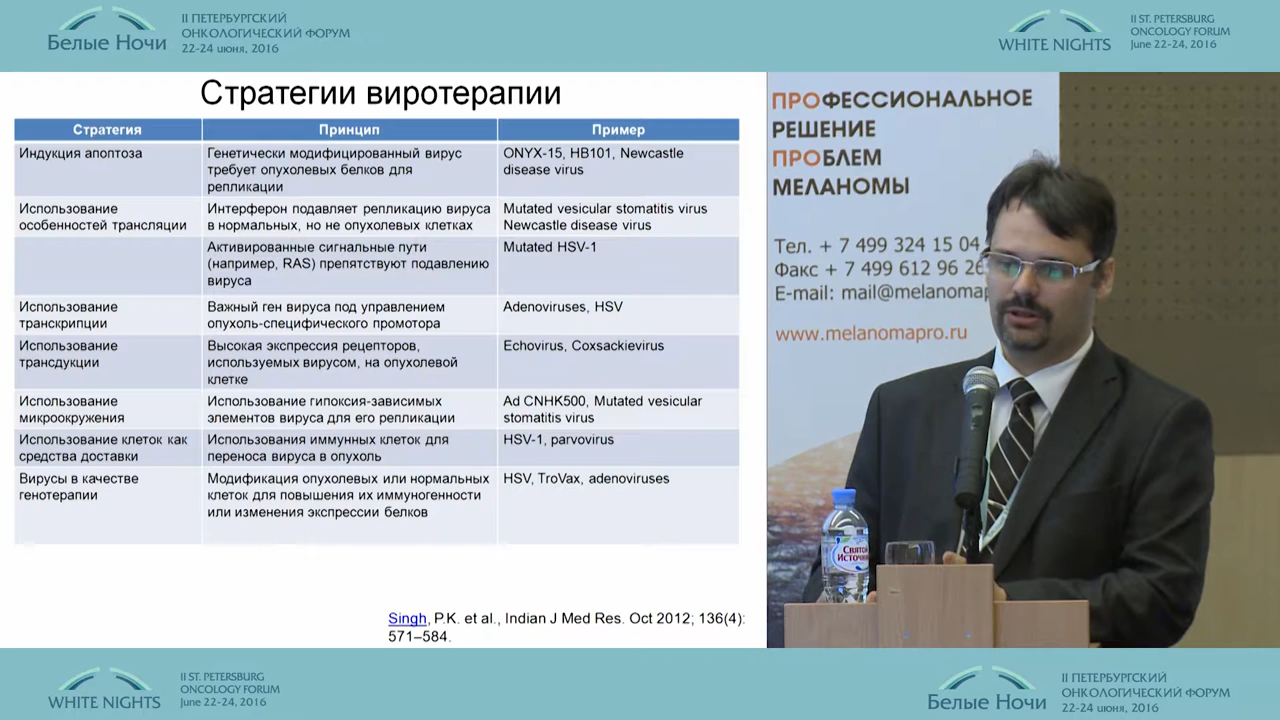 II ПЕТЕРБУРГСКИЙ
ОНКОЛОГИЧЕСКИЙ ФОРУМ
Белые Ночи
22-24 июня, 2016
II ST. PETERSBURG
ONCOLOGY FORUM
WHITE NIGHTS
June 22-24, 2016
Стратегии виротерапии
Стратегия Принцип Пример
Индукция апоптоза
Генетически модифицированный вирус
требует опухолевых белков для
репликации
ONYX-15, HB101, Newcastle
disease virus
Использование
особенностей трансляции
Интерферон подавляет репликацию вируса
в нормальных, но не опухолевых клетках
Mutated vesicular stomatitis virus
Newcastle disease virus
Активированные сигнальные пути
(например, RAS) препятствуют подавлению
вируса
Mutated HSV-1
Использование
транскрипции
Важный ген вируса под управлением
опухоль-специфического промотора
Adenoviruses, HSV
Использование
трансдукции
Высокая экспрессия рецепторов,
используемых вирусом, на опухолевой
клетке
Echovirus, Coxsackievirus
Использование
микроокружения
Использование гипоксия-зависимых
элементов вируса для его репликации
Ad CNHK500, Mutated vesicular
stomatitis virus
Использование клеток как
средства доставки
Использования иммунных клеток для
переноса вируса в опухоль
HSV-1, parvovirus
Вирусы в качестве
генотерапии
Модификация опухолевых или нормальных
клеток для повышения их иммуногенности
или изменения экспрессии белков
HSV, TroVax, adenoviruses
Singh, P.K. et al., Indian J Med Res. Oct 2012; 136(4):
571–584.
ПРОФЕССИОНАЛЬНОЕ
РЕШЕНИЕ
ПРОБЛЕМ
МЕЛАНОМЫ
Тел. + 7 499 324 15 04
Факс + 7 499 612 96 26
E-mail: mail@melanomap
www.melanomapro.ru
Святой
Источник
II ST. PETERSBURG
ONCOLOGY FORUM
WHITE NIGHTS
June 22-24, 2016
II ПЕТЕРБУРГСКИЙ
ОНКОЛОГИЧЕСКИЙ ФОРУМ
Белые Ночи
22-24 июня, 2016